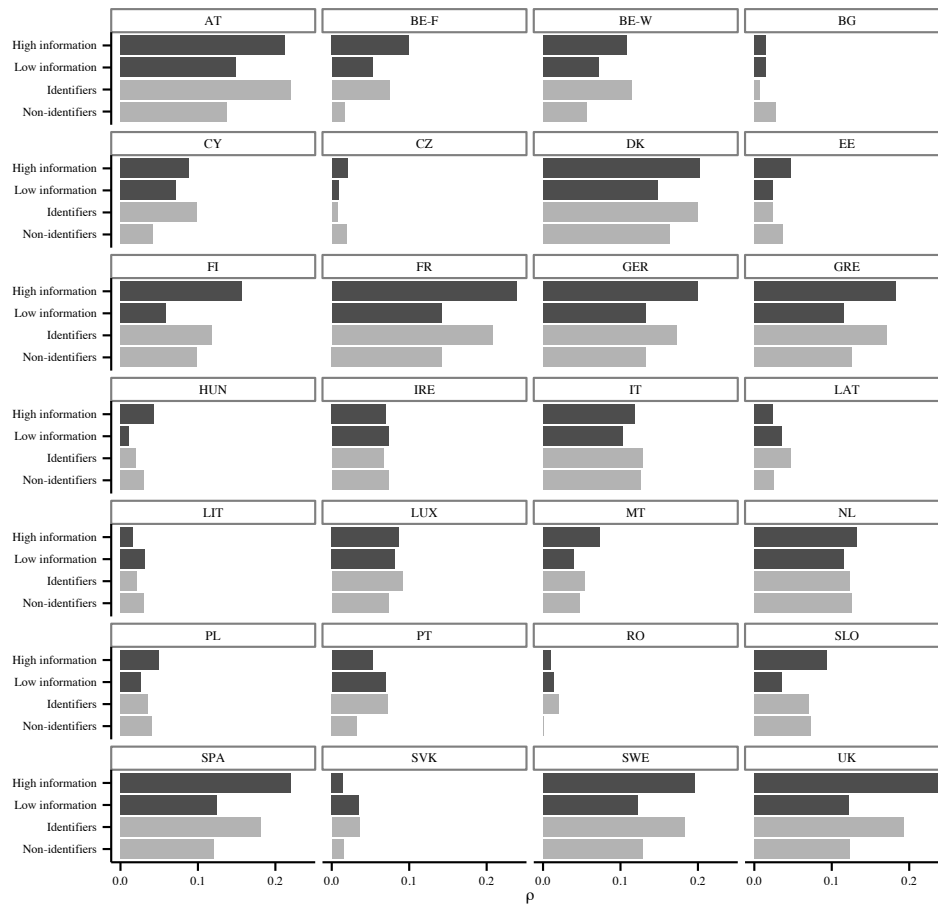 AT BE-F BE-W BG
High information
Low information
Identifiers
Non-identifiers
CY CZ DK EE
High information
Low information
Identifiers
Non-identifiers
FI FR GER GRE
High information
Low information
Identifiers
Non-identifiers
HUN IRE IT LAT
High information
Low information
Identifiers
Non-identifiers
LIT LUX MT NL
High information
Low information
Identifiers
Non-identifiers
PL PT RO SLO
High information
Low information
Identifiers
Non-identifiers
SPA SVK SWE UK
High information
Low information
Identifiers
Non-identifiers
0.0 0.1 0.2 0.0 0.1 0.2 0.0 0.1 0.2 0.0 0.1 0.2
ρ